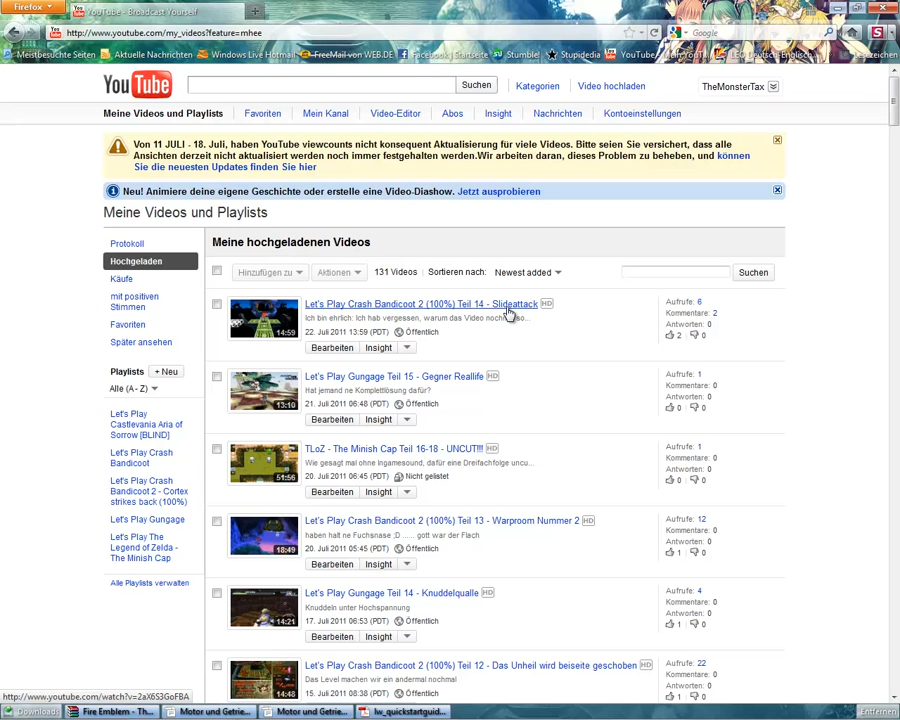 Firefox
YouTube - Broadcast Yourself
http://www.youtube.com/my_videos?feature=mhee
Google
Meistbesuchte Seiten
Aktuelle Nachrichten
Windows Live Hotmail
FreeMail von WEB.DE
Facebook | Startseite
Stumble!
Stupidedia
YouTube
LEO Deutsch-Englisch...
Lesezeichen
YouTube
Suchen
Kategorien
Video hochladen
TheMonsterTax
Meine Videos und Playlists
Favoriten
Mein Kanal
Video-Editor
Abos
Insight
Nachrichten
Kontoeinstellungen
Von 11 JULI - 18. Juli, haben YouTube viewcounts nicht konsequent Aktualisierung für viele Videos. Bitte seien Sie versichert, dass alle
Ansichten derzeit nicht aktualisiert werden noch immer festgehalten werden.Wir arbeiten daran, dieses Problem zu beheben, und können
Sie die neuesten Updates finden Sie hier
Neu! Animiere deine eigene Geschichte oder erstelle eine Video-Diashow. Jetzt ausprobieren
Meine Videos und Playlists
Protokoll
Hochgeladen
Käufe
mit positiven
Stimmen
Favoriten
Später ansehen
Playlists
+ Neu
Alle (A - Z)
Let's Play
Castlevania Aria of
Sorrow [BLIND]
Let's Play Crash
Bandicoot
Let's Play Crash
Bandicoot 2 - Cortex
strikes back (100%)
Let's Play Gungage
Let's Play The
Legend of Zelda -
The Minish Cap
Alle Playlists verwalten
Meine hochgeladenen Videos
Hinzufügen zu
Aktionen
131 Videos
Sortieren nach:
Newest added
Suchen
14:59
Let's Play Crash Bandicoot 2 (100%) Teil 14 - Slideattack HD
Ich bin ehrlich: Ich hab vergessen, warum das Video noch so...
22. Juli 2011 13:59 (PDT) Öffentlich
Bearbeiten Insight
Aufrufe: 6
Kommentare: 2
Antworten: 0
2 0
13:10
Let's Play Gungage Teil 15 - Gegner Reallife HD
Hat jemand ne Komplettlösung dafür?
21. Juli 2011 06:48 (PDT) Öffentlich
Bearbeiten Insight
Aufrufe: 1
Kommentare: 0
Antworten: 0
0 0
51:56
TLoZ - The Minish Cap Teil 16-18 - UNCUT!!! HD
Wie gesagt mal ohne Ingamesound, dafür eine Dreifachfolge uncu...
20. Juli 2011 06:45 (PDT) Nicht gelistet
Bearbeiten Insight
Aufrufe: 1
Kommentare: 0
Antworten: 0
0 0
18:49
Let's Play Crash Bandicoot 2 (100%) Teil 13 - Warproom Nummer 2 HD
haben halt ne Fuchsnase ;D ...... gott war der Flach
20. Juli 2011 05:45 (PDT) Öffentlich
Bearbeiten Insight
Aufrufe: 12
Kommentare: 0
Antworten: 0
1 0
14:21
Let's Play Gungage Teil 14 - Knuddelqualle HD
Knuddeln unter Hochspannung
17. Juli 2011 06:53 (PDT) Öffentlich
Bearbeiten Insight
Aufrufe: 4
Kommentare: 0
Antworten: 0
1 0
14:48
Let's Play Crash Bandicoot 2 (100%) Teil 12 - Das Unheil wird beiseite geschoben HD
Das Level machen wir ein andermal nochmal
15. Juli 2011 08:38 (PDT) Öffentlich
Aufrufe: 22
Kommentare: 0
Antworten: 0
1 0
http://www.youtube.com/watch?v=2aX6S3GoFBA
Downloads
Fire Emblem - Th...
Motor und Getrie...
Motor und Getrie...
lw_quickstartguid...
Entfernen